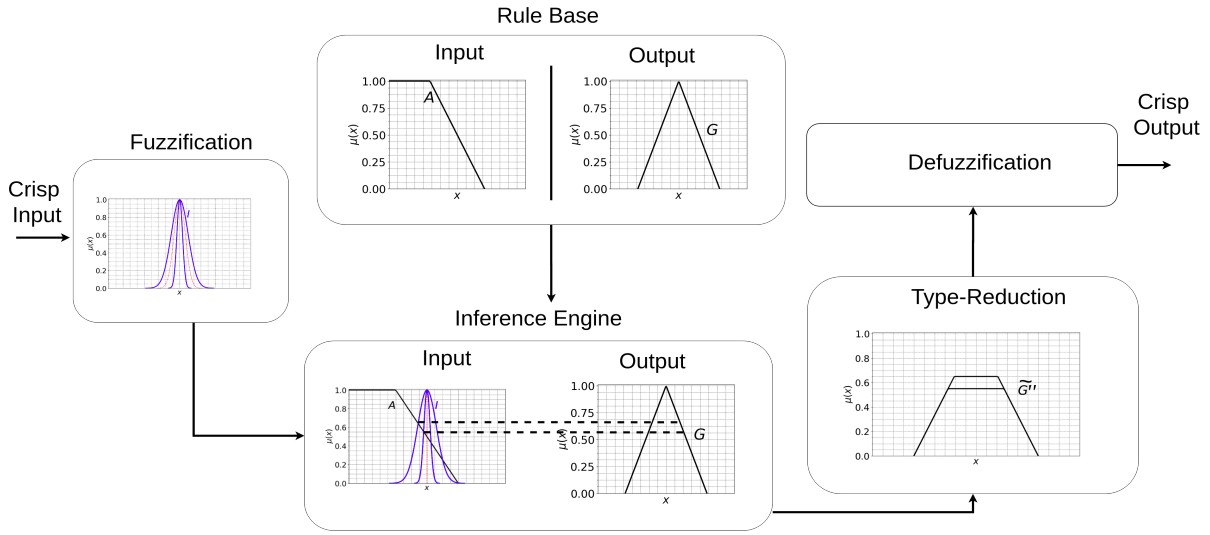 Rule Base
Input
Output
1.00
0.75
0.50
0.25
0.00
μ(x)
x
A
1.00
0.75
0.50
0.25
0.00
μ(x)
x
G
Fuzzification
Crisp
Input
1.0
0.8
0.6
0.4
0.2
0.0
μ(x)
x
I
Inference Engine
Input
Output
1.0
0.8
0.6
0.4
0.2
0.0
μ(x)
x
A
I
1.00
0.75
0.50
0.25
0.00
μ(x)
x
G
Type-Reduction
1.0
0.8
0.6
0.4
0.2
0.0
μ(x)
x
G̃''
Defuzzification
Crisp
Output